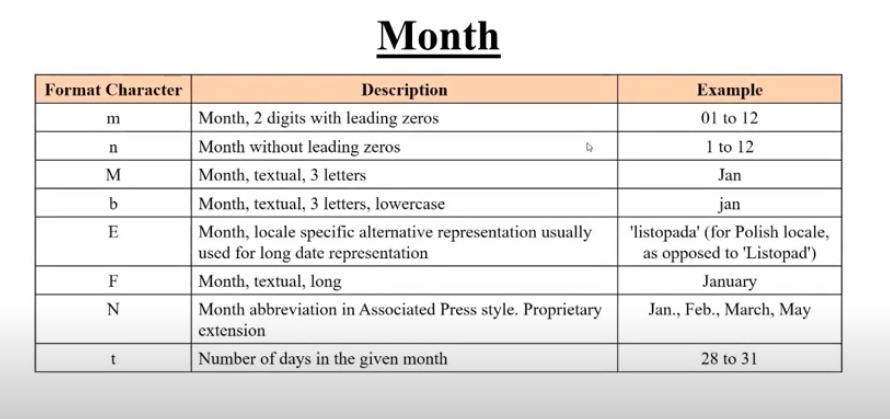 Month
Format Character Description Example
m Month, 2 digits with leading zeros 01 to 12
n Month without leading zeros 1 to 12
M Month, textual, 3 letters Jan
b Month, textual, 3 letters, lowercase jan
E Month, locale specific alternative representation usually 'listopada' (for Polish locale,
used for long date representation as opposed to 'Listopad')
F Month, textual, long January
N Month abbreviation in Associated Press style. Proprietary Jan., Feb., March, May
extension
t Number of days in the given month 28 to 31